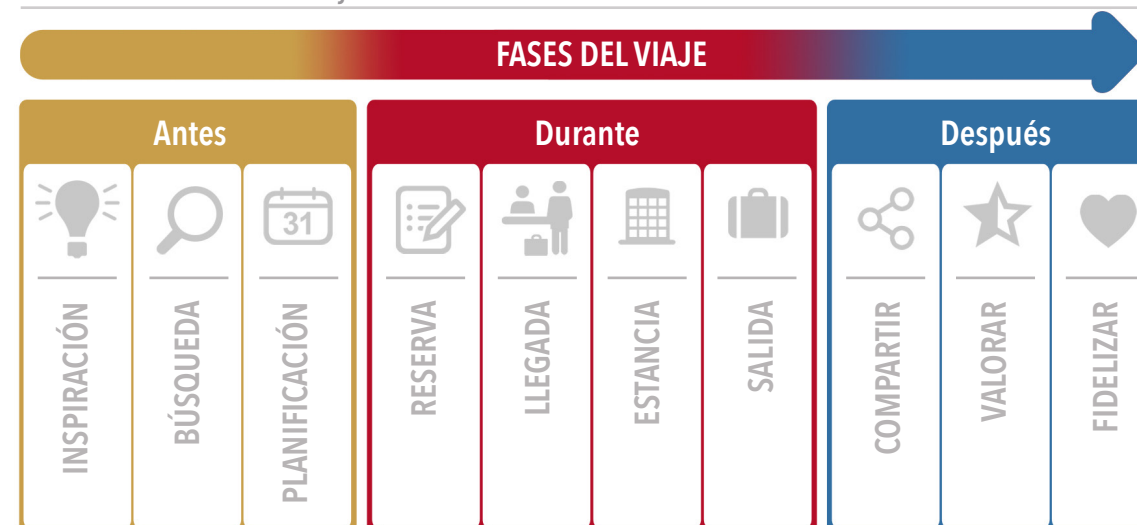 FASES DEL VIAJE
Antes
Durante
Después
31
INSPIRACIÓN
BÚSQUEDA
PLANIFICACIÓN
RESERVA
LLEGADA
ESTANCIA
SALIDA
COMPARTIR
VALORAR
FIDELIZAR